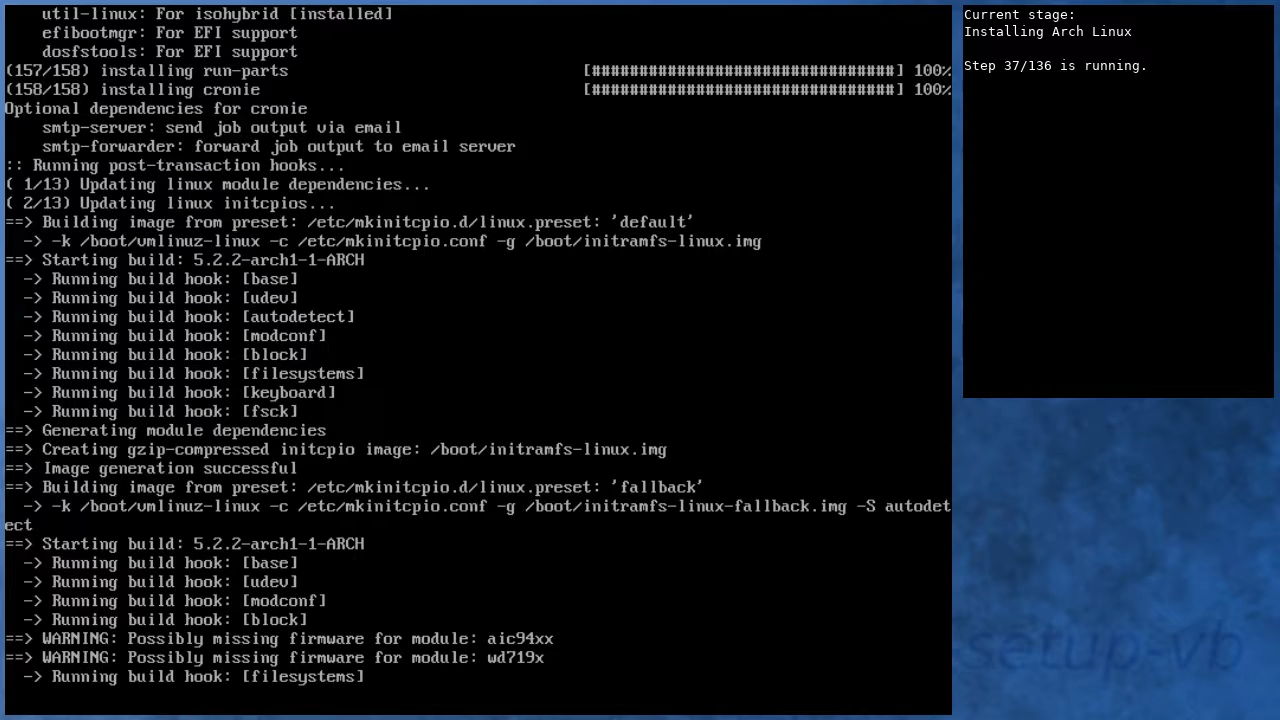 util-linux: For isohybrid [installed]
    efibootmgr: For EFI support
    dosfstools: For EFI support
(157/158) installing run-parts                               [################################] 100%
(158/158) installing cronie                                  [################################] 100%
Optional dependencies for cronie
    smtp-server: send job output via email
    smtp-forwarder: forward job output to email server
:: Running post-transaction hooks...
( 1/13) Updating linux module dependencies...
( 2/13) Updating linux initcpios...
==> Building image from preset: /etc/mkinitcpio.d/linux.preset: 'default'
  -> -k /boot/vmlinuz-linux -c /etc/mkinitcpio.conf -g /boot/initramfs-linux.img
==> Starting build: 5.2.2-arch1-1-ARCH
  -> Running build hook: [base]
  -> Running build hook: [udev]
  -> Running build hook: [autodetect]
  -> Running build hook: [modconf]
  -> Running build hook: [block]
  -> Running build hook: [filesystems]
  -> Running build hook: [keyboard]
  -> Running build hook: [fsck]
==> Generating module dependencies
==> Creating gzip-compressed initcpio image: /boot/initramfs-linux.img
==> Image generation successful
==> Building image from preset: /etc/mkinitcpio.d/linux.preset: 'fallback'
  -> -k /boot/vmlinuz-linux -c /etc/mkinitcpio.conf -g /boot/initramfs-linux-fallback.img -S autodet
ect
==> Starting build: 5.2.2-arch1-1-ARCH
  -> Running build hook: [base]
  -> Running build hook: [udev]
  -> Running build hook: [modconf]
  -> Running build hook: [block]
==> WARNING: Possibly missing firmware for module: aic94xx
==> WARNING: Possibly missing firmware for module: wd719x
  -> Running build hook: [filesystems]
Current stage:
Installing Arch Linux
Step 37/136 is running.
setup-vb